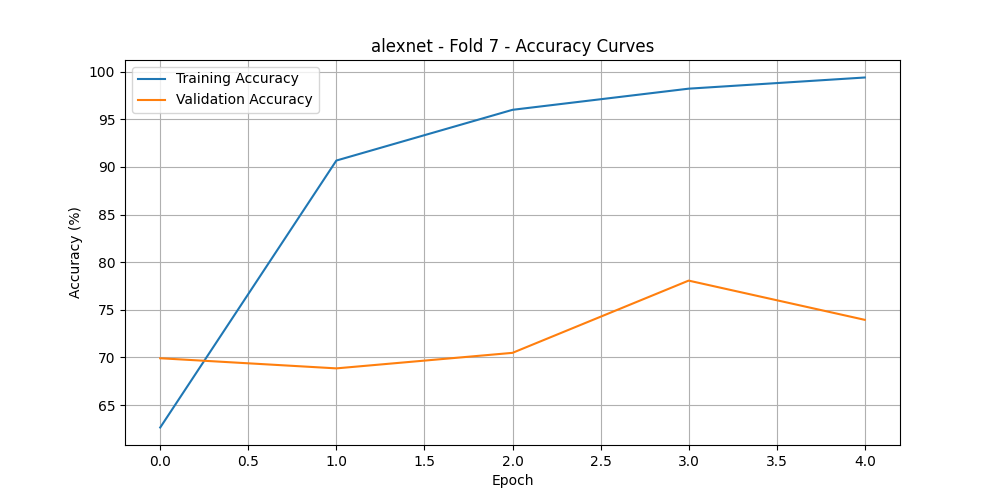 alexnet - Fold 7 - Accuracy Curves
Training Accuracy
Validation Accuracy
100
95
90
85
80
75
70
65
Accuracy (%)
0.0 0.5 1.0 1.5 2.0 2.5 3.0 3.5 4.0
Epoch